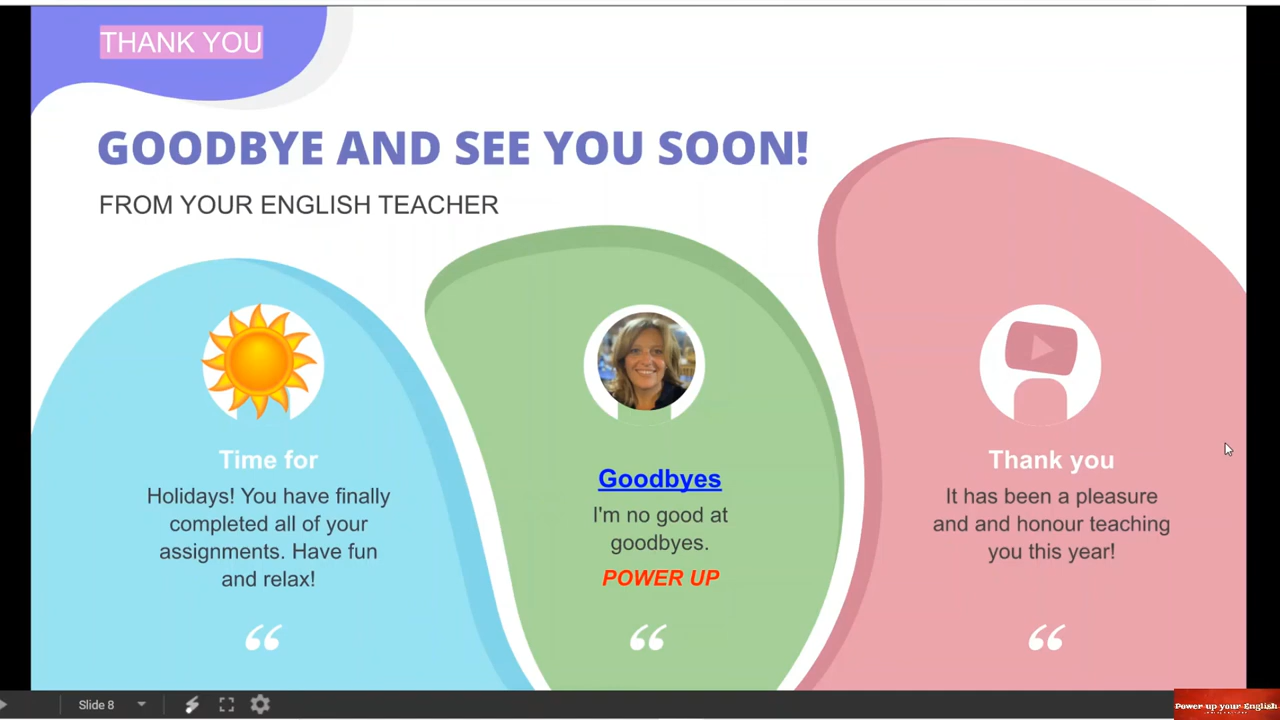 THANK YOU
GOODBYE AND SEE YOU SOON!
FROM YOUR ENGLISH TEACHER
Time for
Holidays! You have finally
completed all of your
assignments. Have fun
and relax!
“
Goodbyes
I'm no good at
goodbyes.
POWER UP
“
Thank you
It has been a pleasure
and and honour teaching
you this year!
“
Slide 8
Power up your English